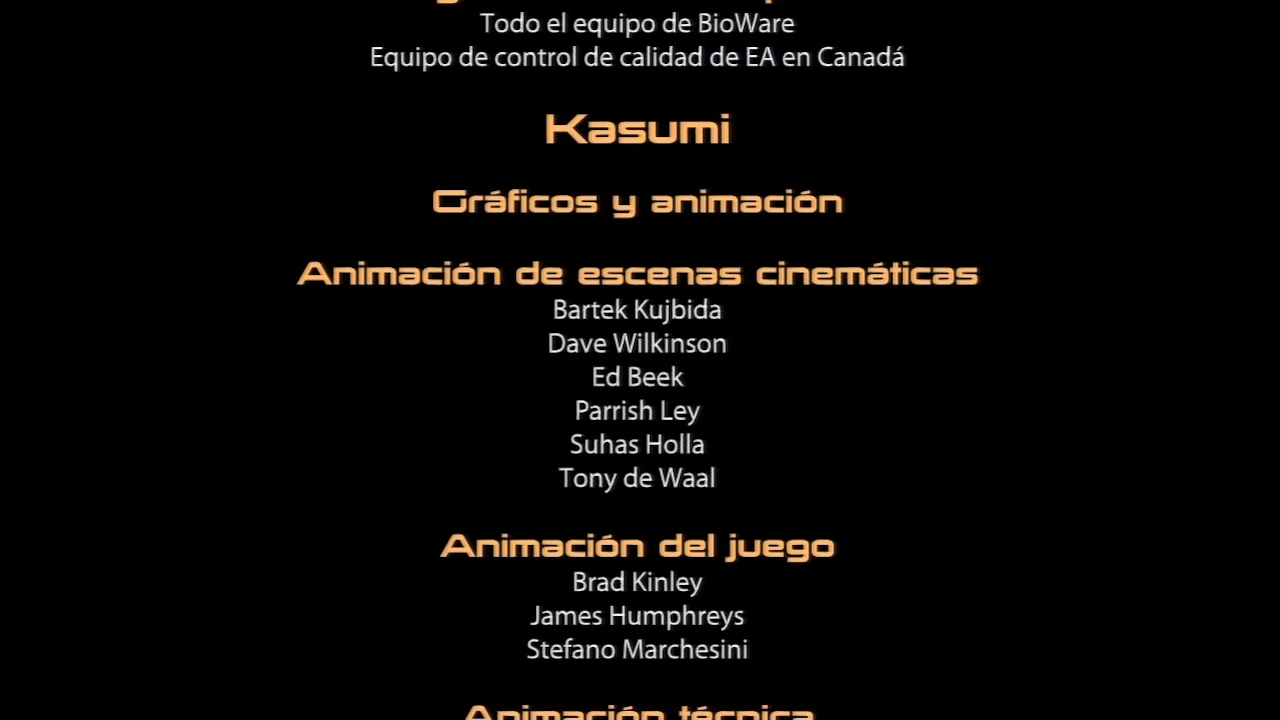 Todo el equipo de BioWare
Equipo de control de calidad de EA en Canadá
Kasumi
Gráficos y animación
Animación de escenas cinemáticas
Bartek Kujbida
Dave Wilkinson
Ed Beek
Parrish Ley
Suhas Holla
Tony de Waal
Animación del juego
Brad Kinley
James Humphreys
Stefano Marchesini
Animación técnica